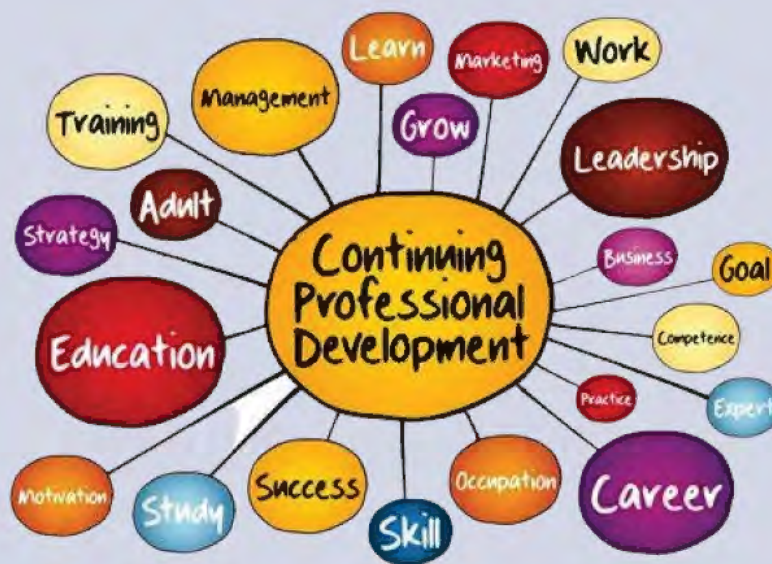 Learn
Marketing
Work
Management
Training
Grow
Leadership
Adult
Strategy
Continuing
Professional
Development
Business
Goal
Education
Competence
Practice
Expert
Motivation
Study
Success
Skill
Occupation
Career